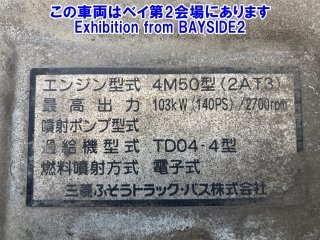 この車両はベイ第2会場にあります
Exhibition from BAYSIDE2
エンジン型式 4M50型(2AT3)
最高出力 103kW(140PS)/2700rpm
噴射ポンプ型式
過給機型式 TD04-4型
燃料噴射方式 電子式
三菱ふそうトラック・バス株式会社